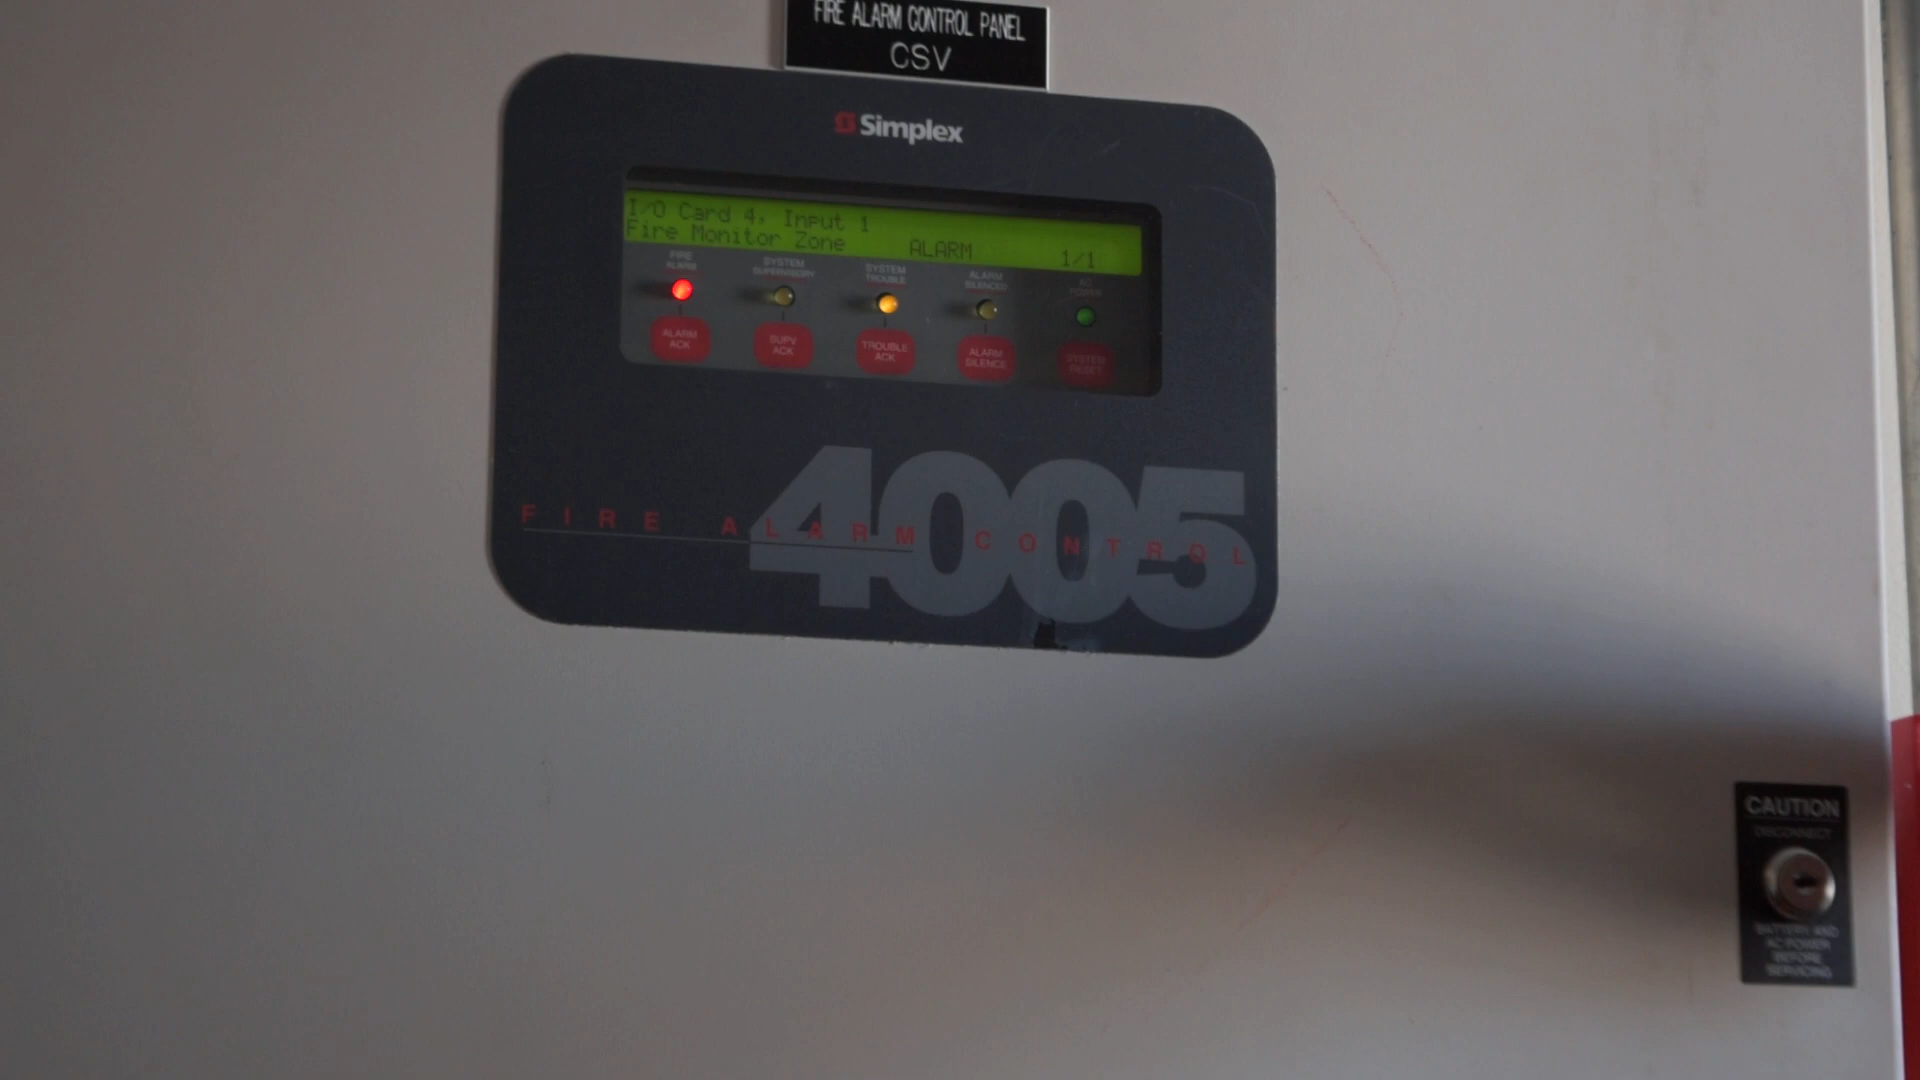 FIRE ALARM CONTROL PANEL
CSV
Simplex
I/O Card 4, Input 1
Fire Monitor Zone ALARM 1/1
FIRE
ALARM
SYSTEM
SUPERVISORY
SYSTEM
TROUBLE
ALARM
SILENCED
AC
POWER
ALARM
ACK
SUPV
ACK
TROUBLE
ACK
ALARM
SILENCE
SYSTEM
RESET
4005
FIRE ALARM CONTROL
CAUTION
DISCONNECT
BATTERY AND
AC POWER
BEFORE
SERVICING